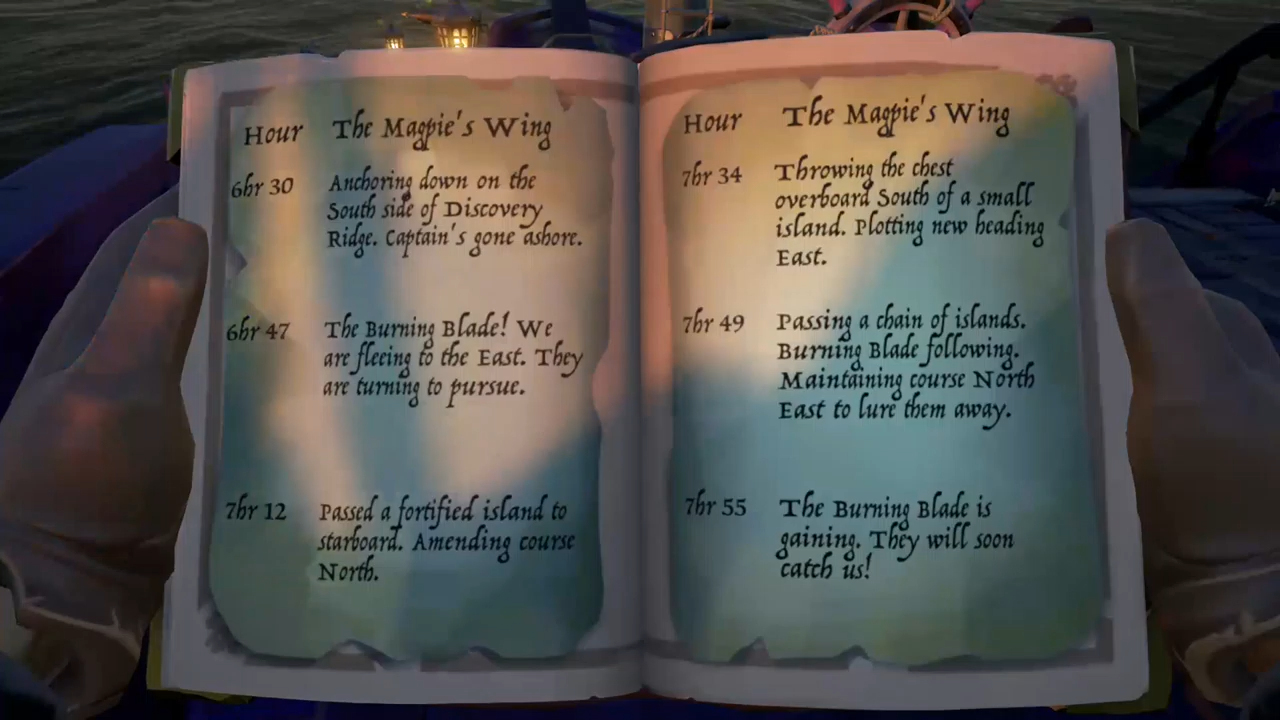 Hour The Magpie's Wing
6hr 30 Anchoring down on the
South side of Discovery
Ridge. Captain's gone ashore.
6hr 47 The Burning Blade! We
are fleeing to the East. They
are turning to pursue.
7hr 12 Passed a fortified island to
starboard. Amending course
North.
Hour The Magpie's Wing
7hr 34 Throwing the chest
overboard South of a small
island. Plotting new heading
East.
7hr 49 Passing a chain of islands.
Burning Blade following.
Maintaining course North
East to lure them away.
7hr 55 The Burning Blade is
gaining. They will soon
catch us!